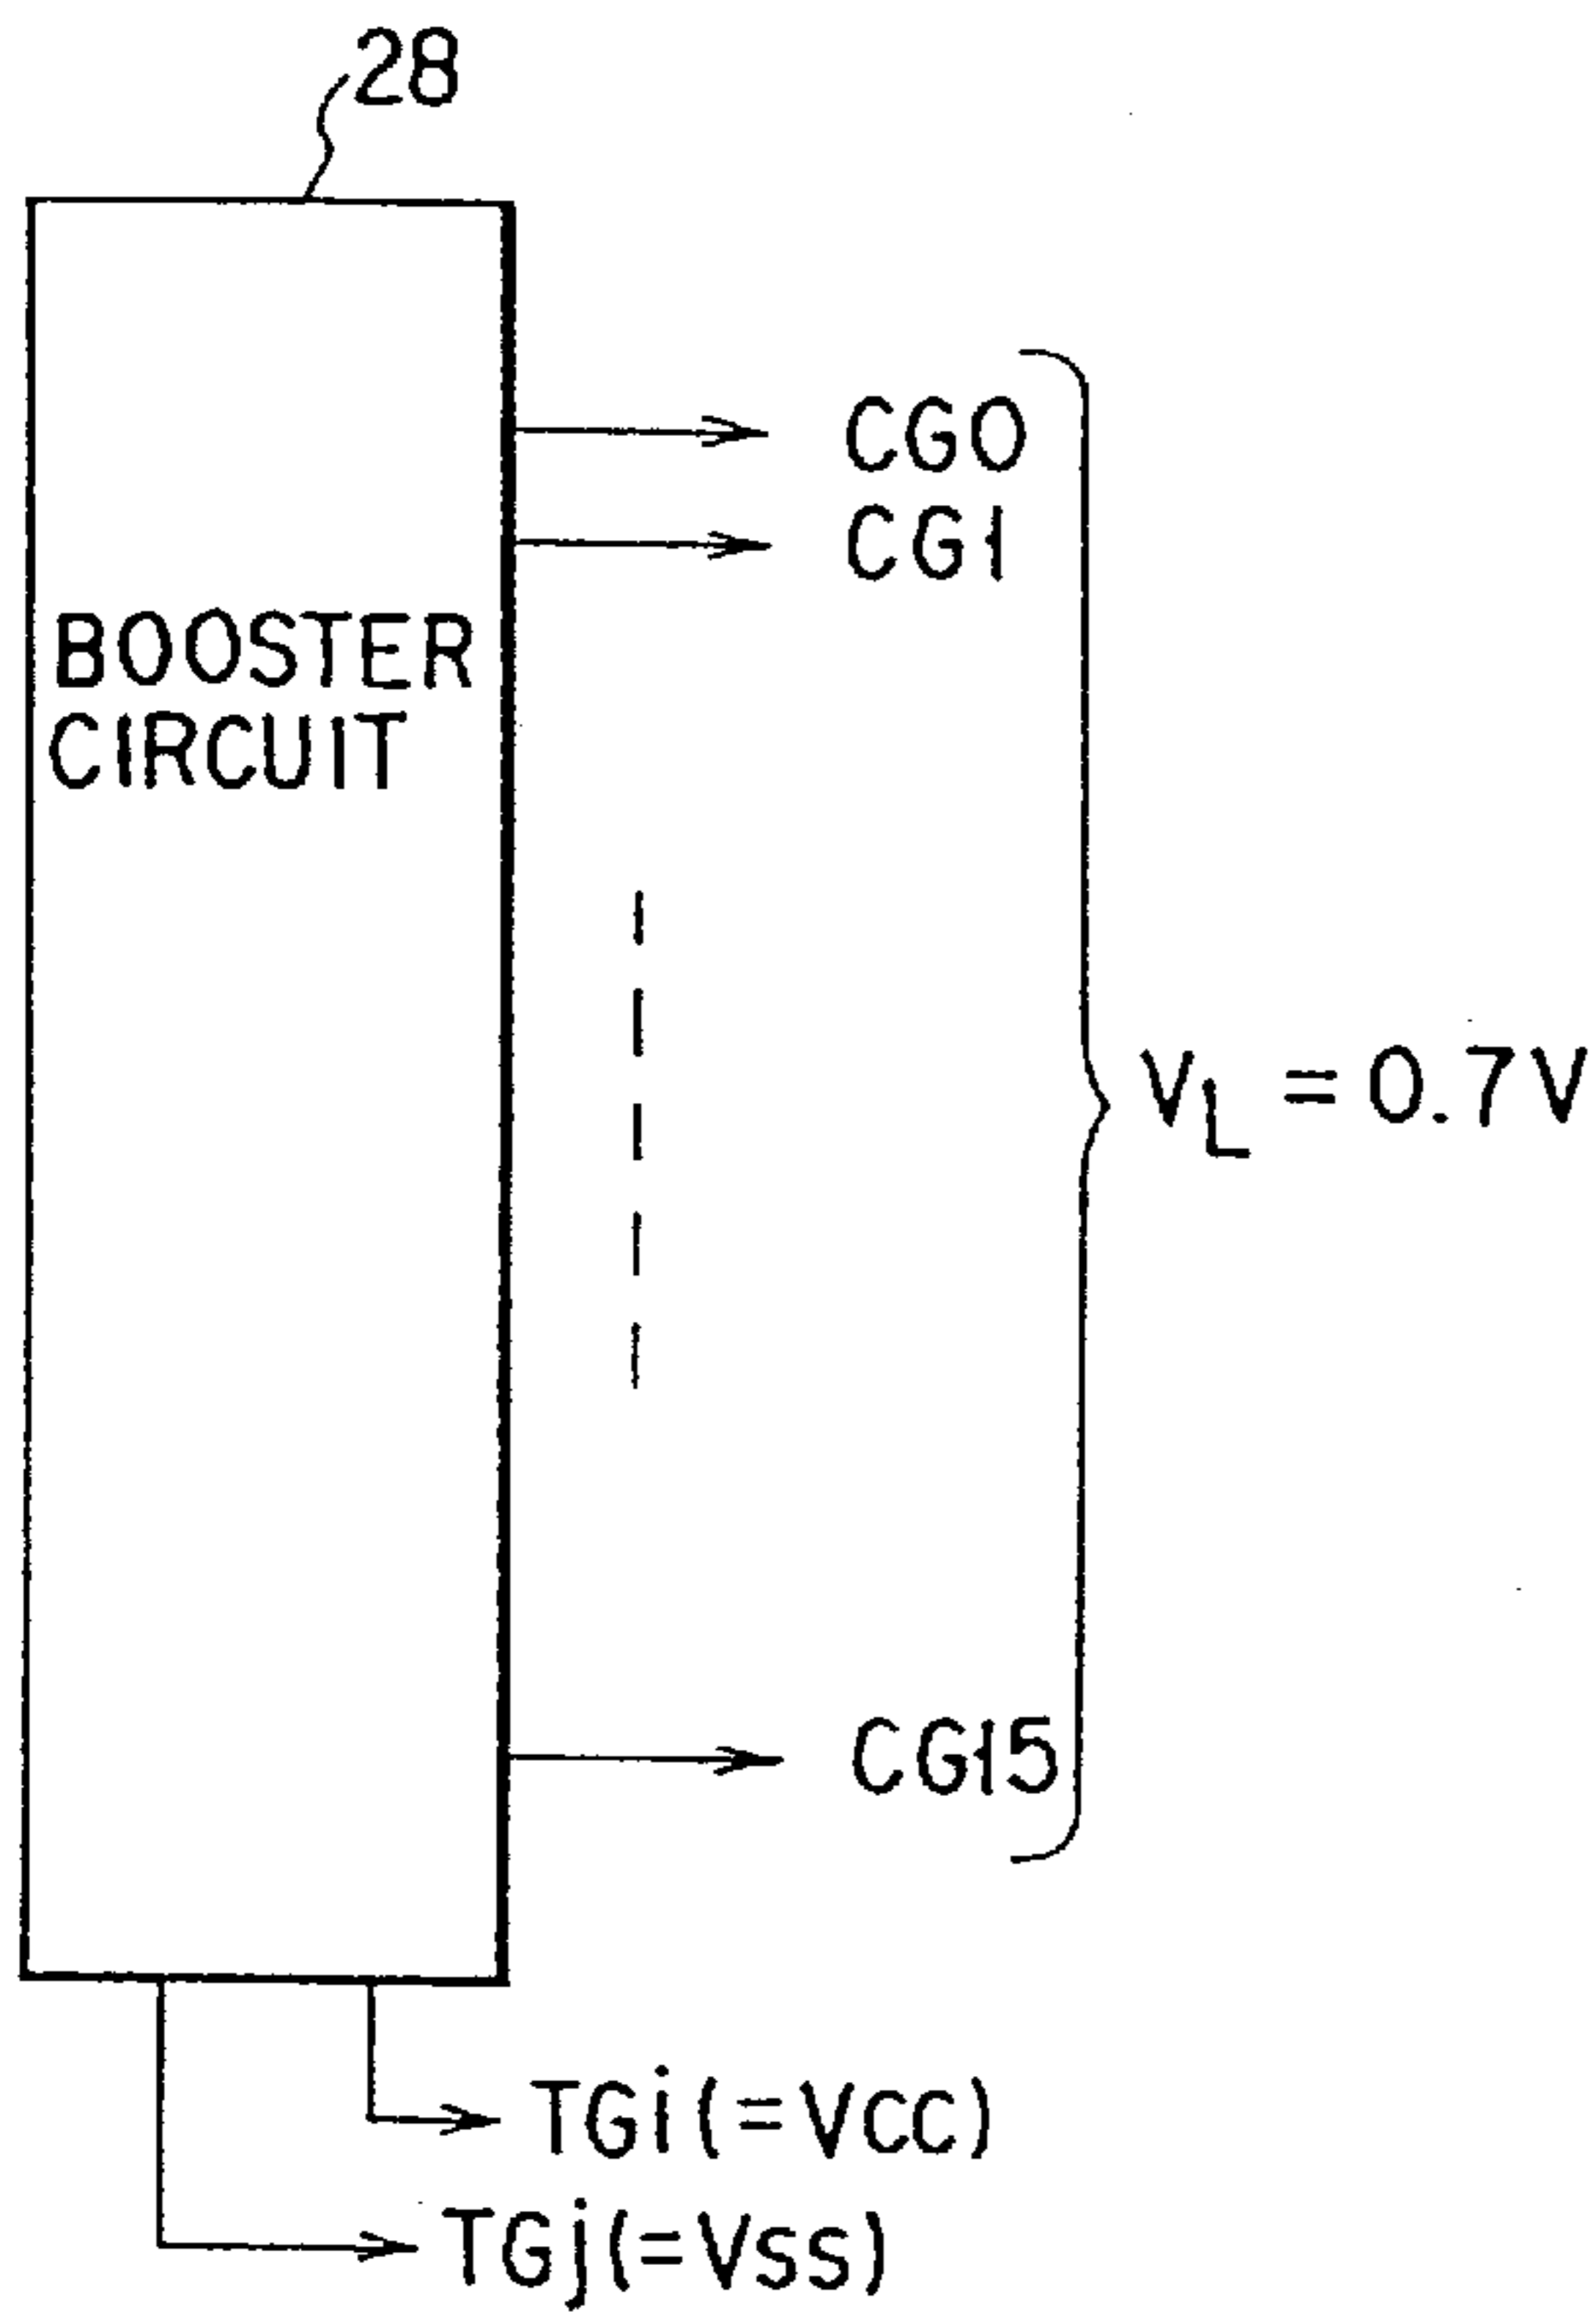 28
CG0
CG1
BOOSTER
CIRCUIT
VL = 0.7V
CG15
TGi(=VCC)
TGj(=VSS)